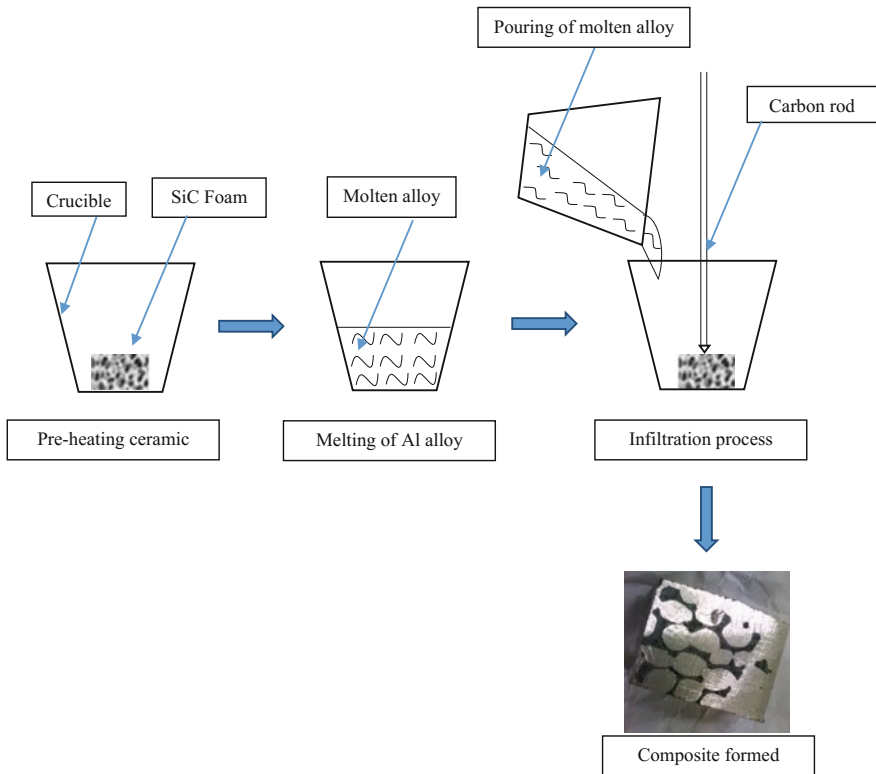 Pouring of molten alloy
Carbon rod
Crucible
SiC Foam
Molten alloy
Pre-heating ceramic
Melting of Al alloy
Infiltration process
Composite formed